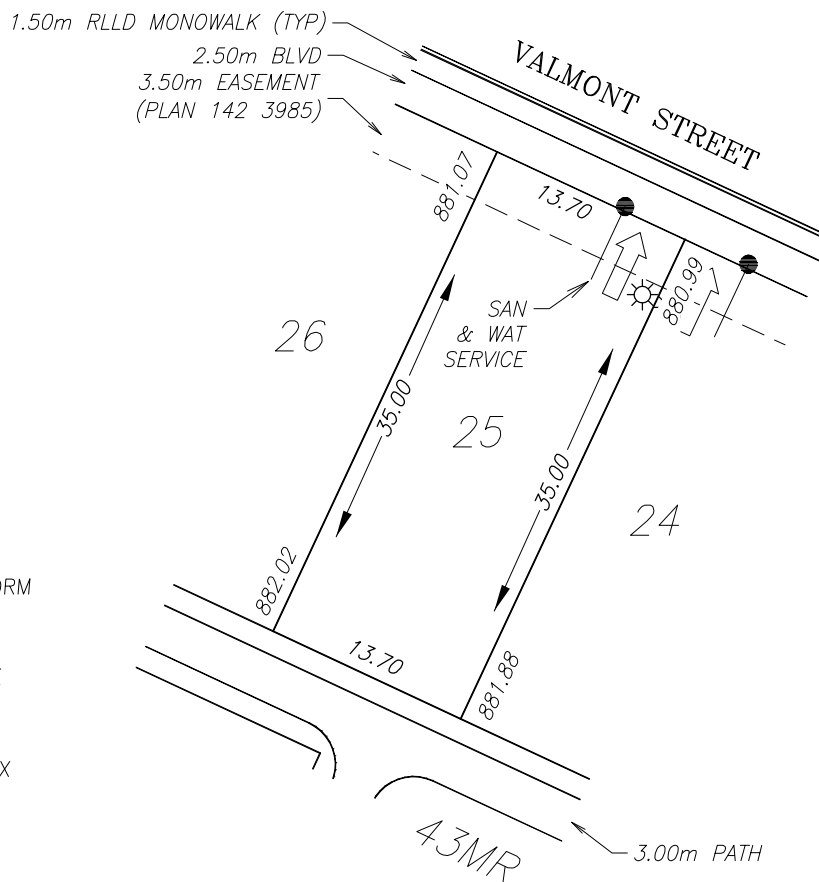 1.50m RLLD MONOWALK (TYP)
2.50m BLVD
3.50m EASEMENT
(PLAN 142 3985)
VALMONT STREET
881.07
13.70
880.99
SAN
& WAT
SERVICE
26
35.00
25
35.00
24
882.02
13.70
881.88
43MR
3.00m PATH